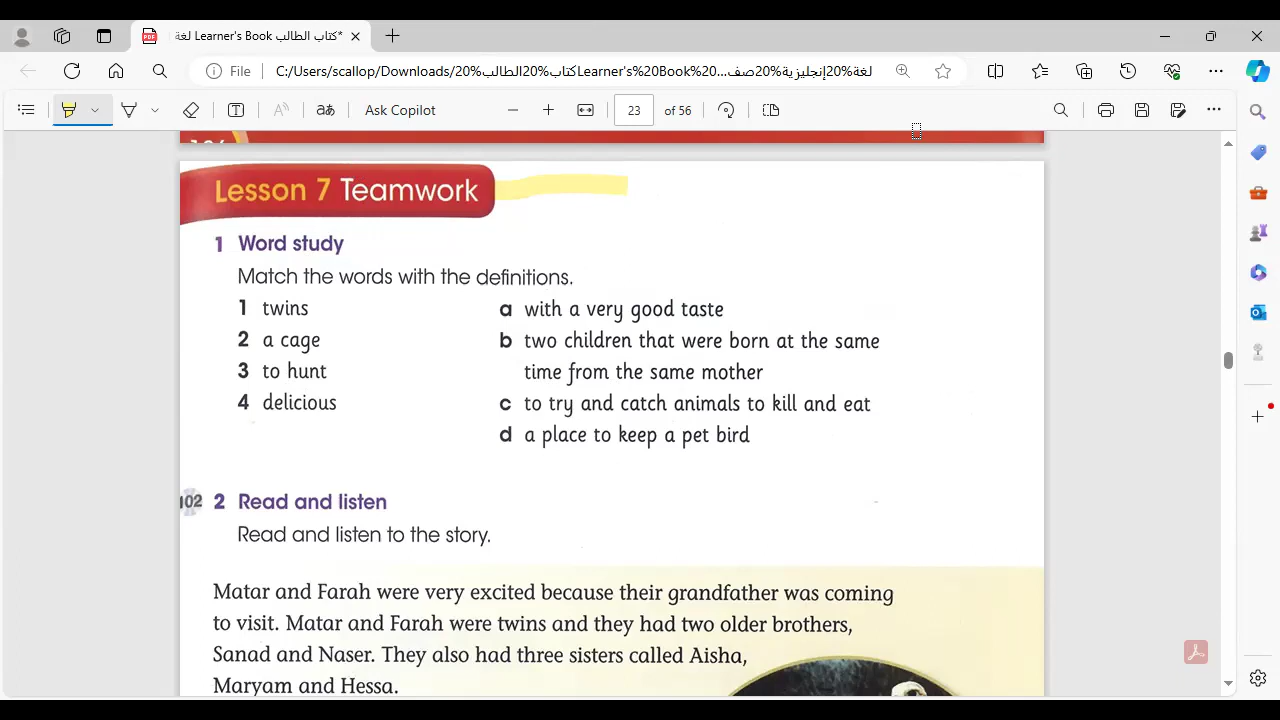 لغة Learner's Book كتاب الطالب*
File C:/Users/scallop/Downloads/20%كتاب20%الطالبLearner's%20Book%20...لغة20%إنجليزية20%صف
Ask Copilot 23 of 56
Lesson 7 Teamwork
1 Word study
Match the words with the definitions.
1 twins a with a very good taste
2 a cage b two children that were born at the same
3 to hunt time from the same mother
4 delicious c to try and catch animals to kill and eat
d a place to keep a pet bird
102 2 Read and listen
Read and listen to the story.
Matar and Farah were very excited because their grandfather was coming
to visit. Matar and Farah were twins and they had two older brothers,
Sanad and Naser. They also had three sisters called Aisha,
Maryam and Hessa.